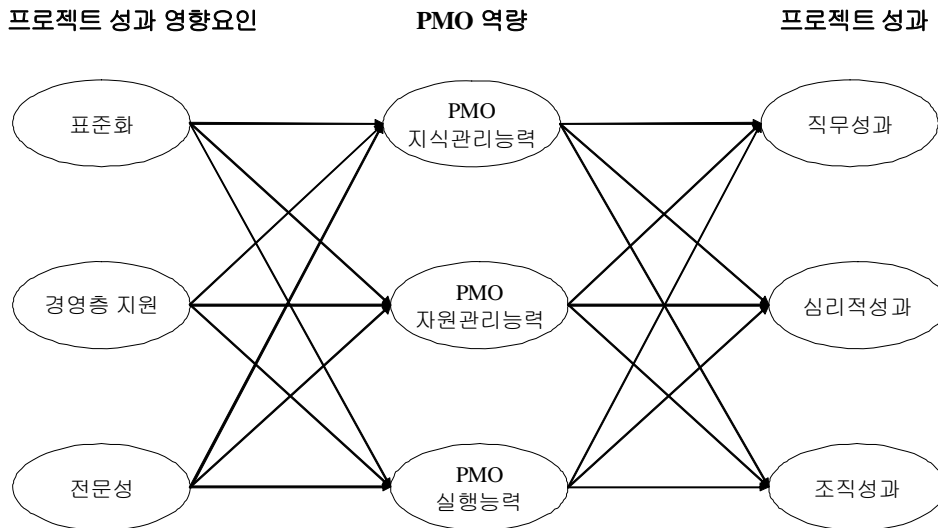 프로젝트 성과 영향요인
PMO 역량
프로젝트 성과
표준화
PMO
지식관리능력
직무성과
경영층 지원
PMO
자원관리능력
심리적성과
전문성
PMO
실행능력
조직성과